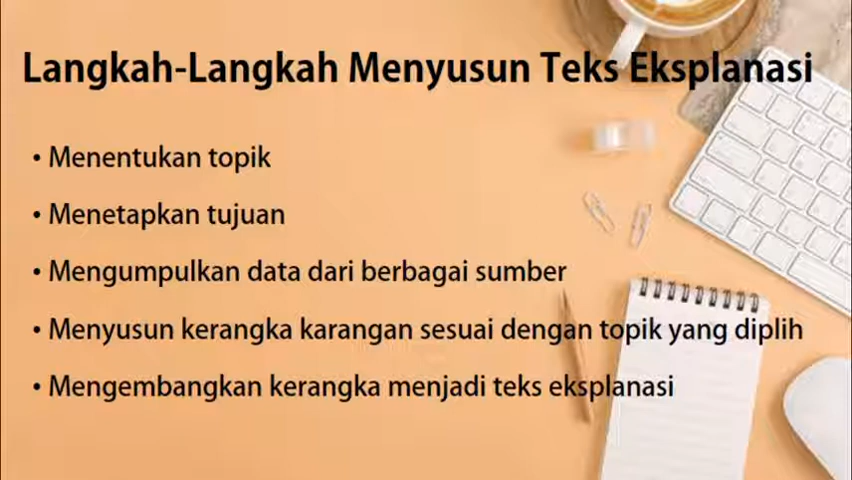 Langkah-Langkah Menyusun Teks Eksplanasi
• Menentukan topik
• Menetapkan tujuan
• Mengumpulkan data dari berbagai sumber
• Menyusun kerangka karangan sesuai dengan topik yang diplih
• Mengembangkan kerangka menjadi teks eksplanasi